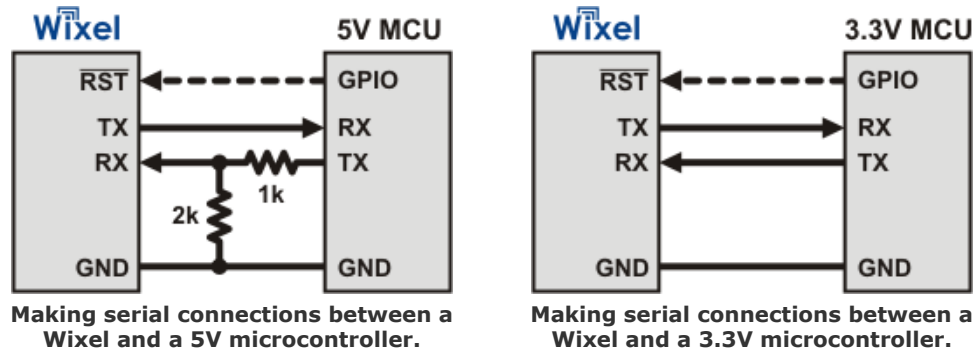 Wixel
5V MCU
RST
GPIO
TX
RX
RX
TX
1k
2k
GND
GND
Making serial connections between a
Wixel and a 5V microcontroller.
Wixel
3.3V MCU
RST
GPIO
TX
RX
RX
TX
GND
GND
Making serial connections between a
Wixel and a 3.3V microcontroller.